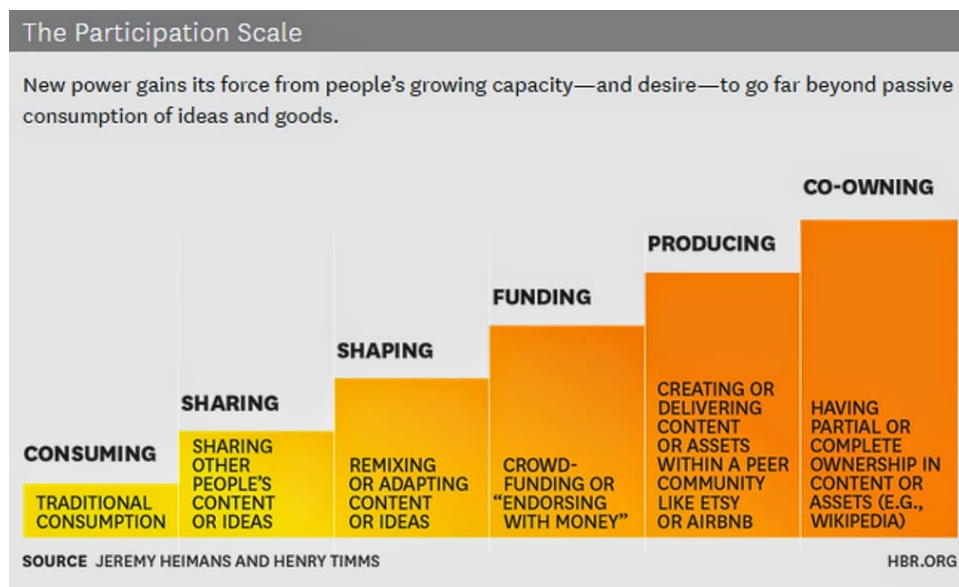 The Participation Scale
New power gains its force from people's growing capacity—and desire—to go far beyond passive
consumption of ideas and goods.
CONSUMING
TRADITIONAL
CONSUMPTION
SHARING
SHARING
OTHER
PEOPLE'S
CONTENT
OR IDEAS
SHAPING
REMIXING
OR ADAPTING
CONTENT
OR IDEAS
FUNDING
CROWD-
FUNDING OR
“ENDORSING
WITH MONEY”
PRODUCING
CREATING OR
DELIVERING
CONTENT
OR ASSETS
WITHIN A PEER
COMMUNITY
LIKE ETSY
OR AIRBNB
CO-OWNING
HAVING
PARTIAL OR
COMPLETE
OWNERSHIP IN
CONTENT OR
ASSETS (E.G.,
WIKIPEDIA)
SOURCE JEREMY HEIMANS AND HENRY TIMMS
HBR.ORG